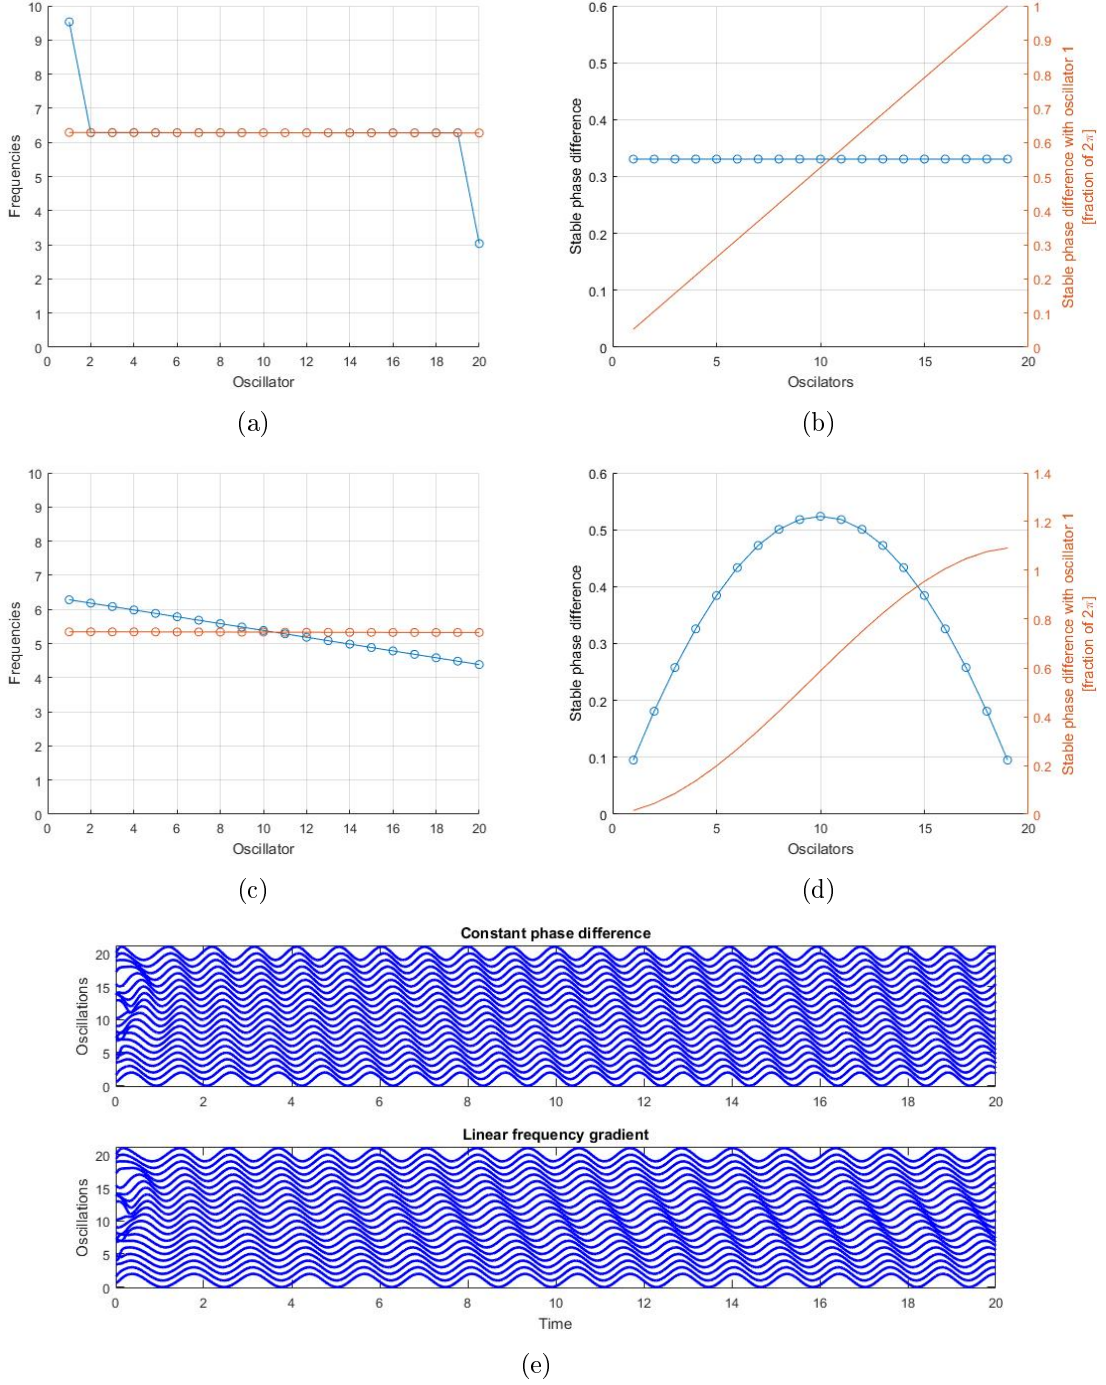 10
9
8
7
6
5
4
3
2
1
0
Frequencies
0 2 4 6 8 10 12 14 16 18 20
Oscillator
(a)
0.6
0.5
0.4
0.3
0.2
0.1
0
Stable phase difference
0 5 10 15 20
Oscilators
1
0.9
0.8
0.7
0.6
0.5
0.4
0.3
0.2
0.1
0
Stable phase difference with oscillator 1
[fraction of 2π]
(b)
10
9
8
7
6
5
4
3
2
1
0
Frequencies
0 2 4 6 8 10 12 14 16 18 20
Oscillator
(c)
0.6
0.5
0.4
0.3
0.2
0.1
0
Stable phase difference
0 5 10 15 20
Oscilators
1.4
1.2
1
0.8
0.6
0.4
0.2
0
Stable phase difference with oscillator 1
[fraction of 2π]
(d)
Constant phase difference
20
15
10
5
0
Oscillations
0 2 4 6 8 10 12 14 16 18 20
Linear frequency gradient
20
15
10
5
0
Oscillations
0 2 4 6 8 10 12 14 16 18 20
Time
(e)